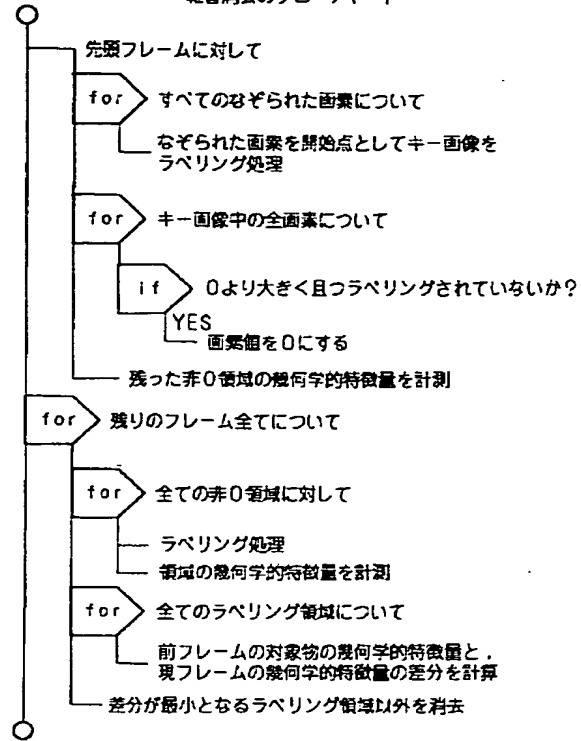 先頭フレームに対して
for すべてのなぞられた画素について
なぞられた画素を開始点としてキー画像を
ラベリング処理
for キー画像中の全画素について
if 0より大きく且つラベリングされていないか?
YES
画素値を0にする
残った非0領域の幾何学的特徴量を計測
for 残りのフレーム全てについて
for 全ての非0領域に対して
ラベリング処理
領域の幾何学的特徴量を計測
for 全てのラベリング領域について
前フレームの対象物の幾何学的特徴量と,
現フレームの幾何学的特徴量の差分を計算
差分が最小となるラベリング領域以外を消去